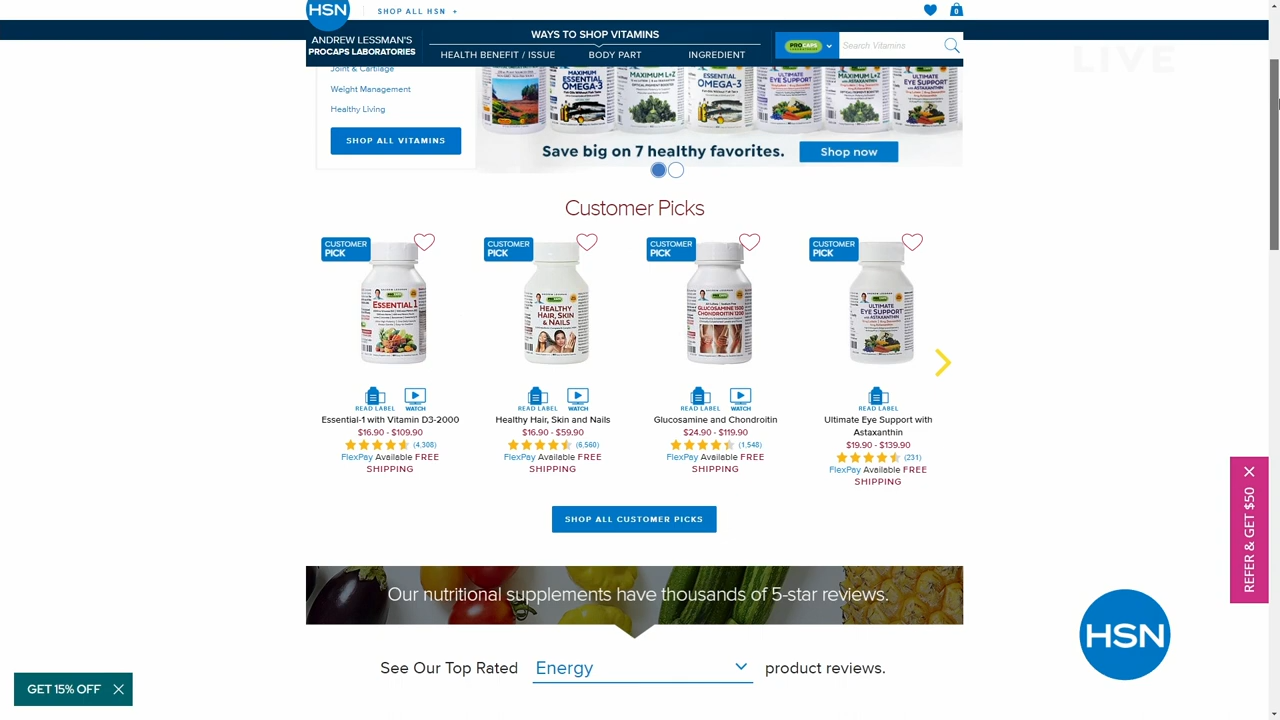 HSN
SHOP ALL HSN +
0
ANDREW LESSMAN'S
PROCAPS LABORATORIES
WAYS TO SHOP VITAMINS
HEALTH BENEFIT / ISSUE
BODY PART
INGREDIENT
PROCAPS
Search Vitamins
LIVE
Joint & Cartilage
Weight Management
Healthy Living
SHOP ALL VITAMINS
MAXIMUM
ESSENTIAL
OMEGA-3
MAXIMUM
L+Z
ESSENTIAL
OMEGA-3
ULTIMATE
EYE SUPPORT
MAXIMUM L+Z
WITH ASTAXANTHIN
ULTIMATE
EYE SUPPORT
WITH ASTAXANTHIN
Save big on 7 healthy favorites.
Shop now
Customer Picks
CUSTOMER
PICK
CUSTOMER
PICK
CUSTOMER
PICK
CUSTOMER
PICK
ESSENTIAL 1
HEALTHY
HAIR, SKIN
& NAILS
GLUCOSAMINE 1500
CHONDROITIN 1200
ULTIMATE
EYE SUPPORT
WITH ASTAXANTHIN
READ LABEL
WATCH
READ LABEL
WATCH
READ LABEL
WATCH
READ LABEL
Essential-1 with Vitamin D3-2000
$16.90 - $109.90
(4,308)
FlexPay Available FREE
SHIPPING
Healthy Hair, Skin and Nails
$16.90 - $59.90
(6,560)
FlexPay Available FREE
SHIPPING
Glucosamine and Chondroitin
$24.90 - $119.90
(1,548)
FlexPay Available FREE
SHIPPING
Ultimate Eye Support with
Astaxanthin
$19.90 - $139.90
(231)
FlexPay Available FREE
SHIPPING
SHOP ALL CUSTOMER PICKS
REFER & GET $50
Our nutritional supplements have thousands of 5-star reviews.
HSN
See Our Top Rated Energy product reviews.
GET 15% OFF